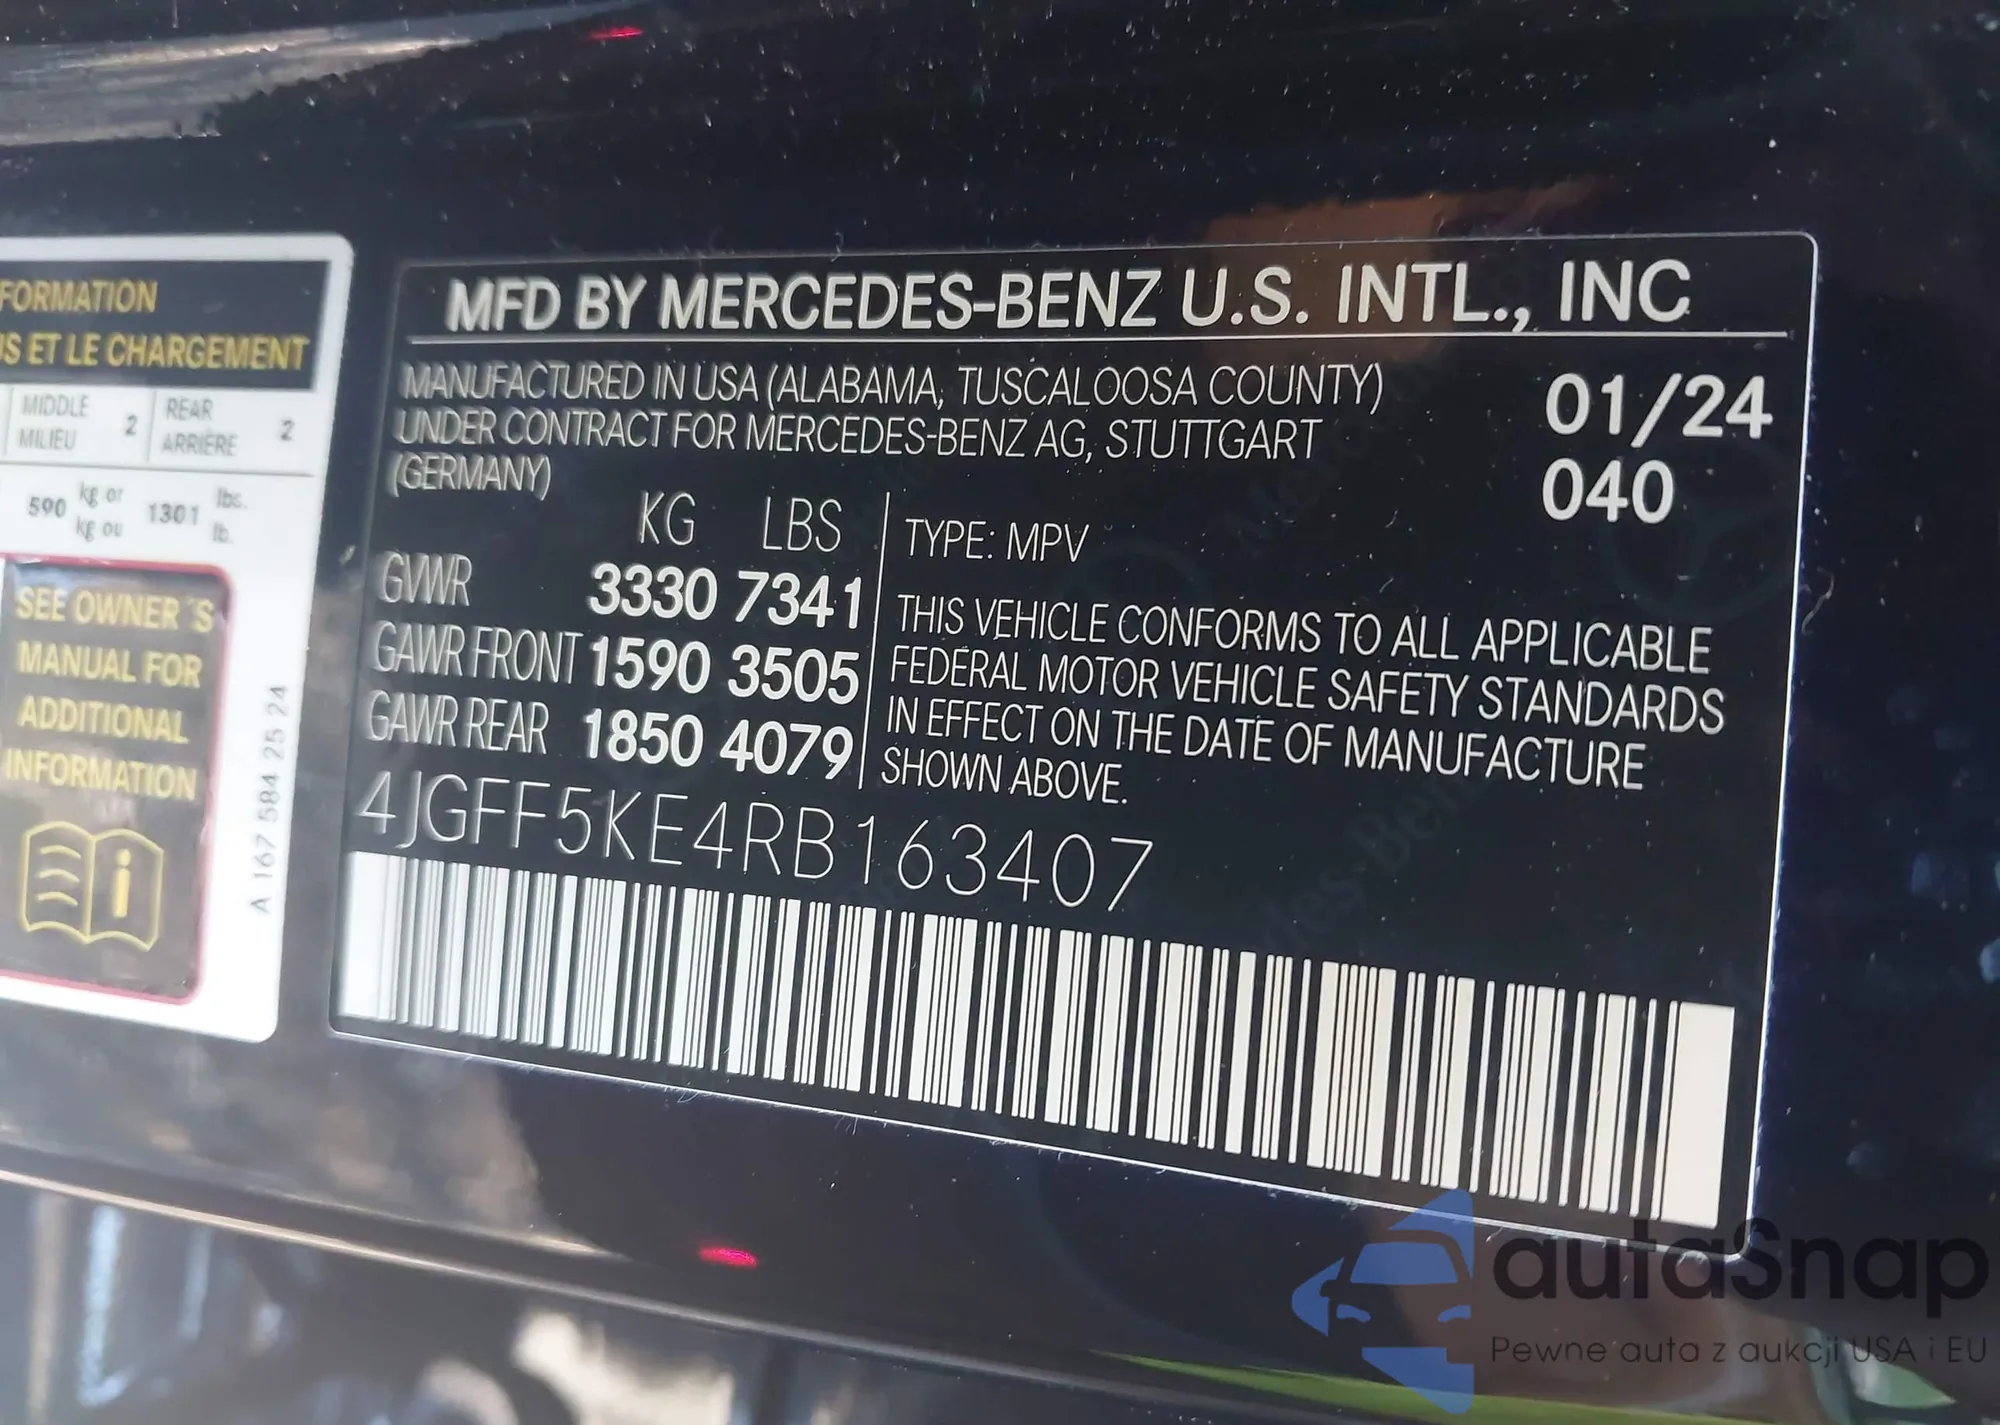 FORMATION
US ET LE CHARGEMENT
MIDDLE
MILIEU 2
REAR
ARRIÈRE 2
590 kg or
kg ou 1301 lbs.
lb.
SEE OWNER´S
MANUAL FOR
ADDITIONAL
INFORMATION
A 167 584 25 24
MFD BY MERCEDES-BENZ U.S. INTL., INC
MANUFACTURED IN USA (ALABAMA, TUSCALOOSA COUNTY)
UNDER CONTRACT FOR MERCEDES-BENZ AG, STUTTGART
(GERMANY)
01/24
040
KG LBS
GVWR 3330 7341
GAWR FRONT 1590 3505
GAWR REAR 1850 4079
TYPE: MPV
THIS VEHICLE CONFORMS TO ALL APPLICABLE
FEDERAL MOTOR VEHICLE SAFETY STANDARDS
IN EFFECT ON THE DATE OF MANUFACTURE
SHOWN ABOVE.
4JGFF5KE4RB163407
autaSnap
Pewne auta z aukcji USA i EU